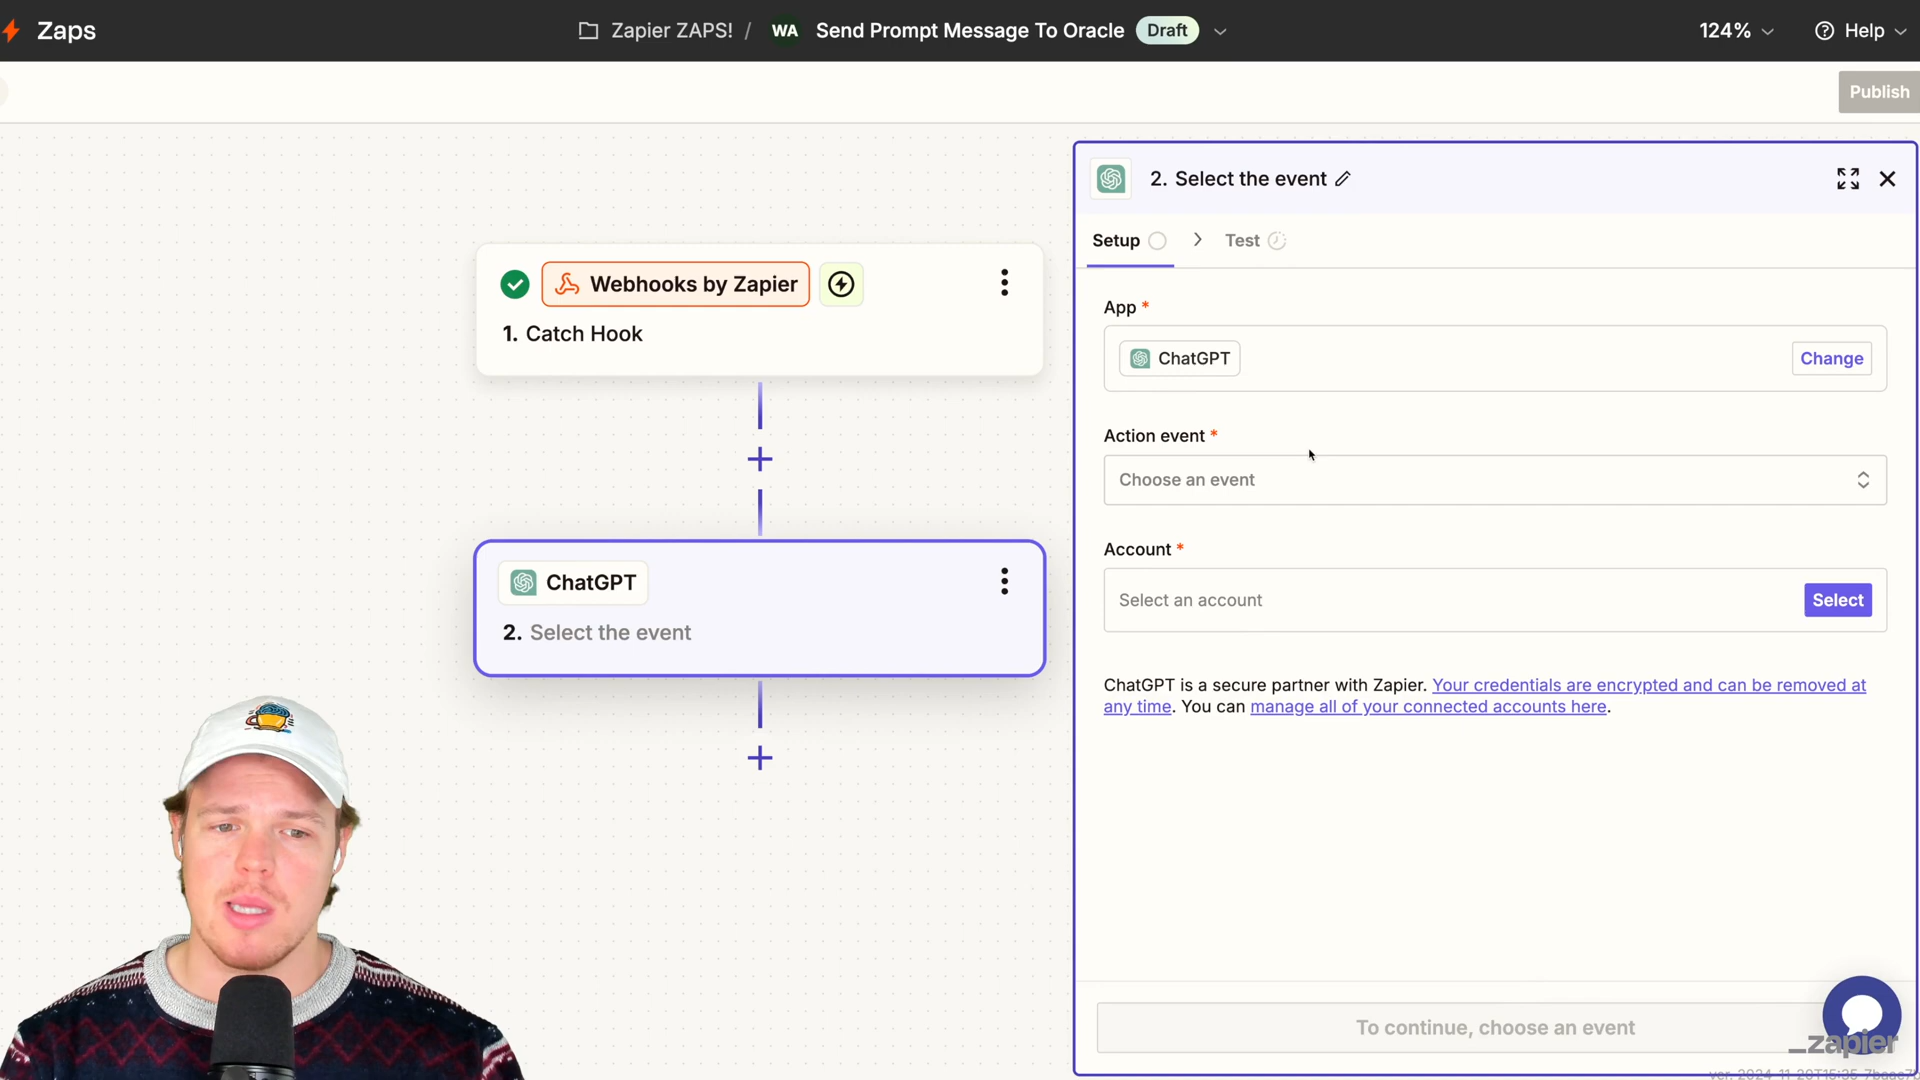 Zaps
Zapier ZAPS! / WA Send Prompt Message To Oracle Draft
124%
Help
Publish
2. Select the event
Setup
Test
App *
ChatGPT
Change
Action event *
Choose an event
Account *
Select an account
Select
ChatGPT is a secure partner with Zapier. Your credentials are encrypted and can be removed at
any time. You can manage all of your connected accounts here.
To continue, choose an event
Webhooks by Zapier
1. Catch Hook
ChatGPT
2. Select the event
_zapier